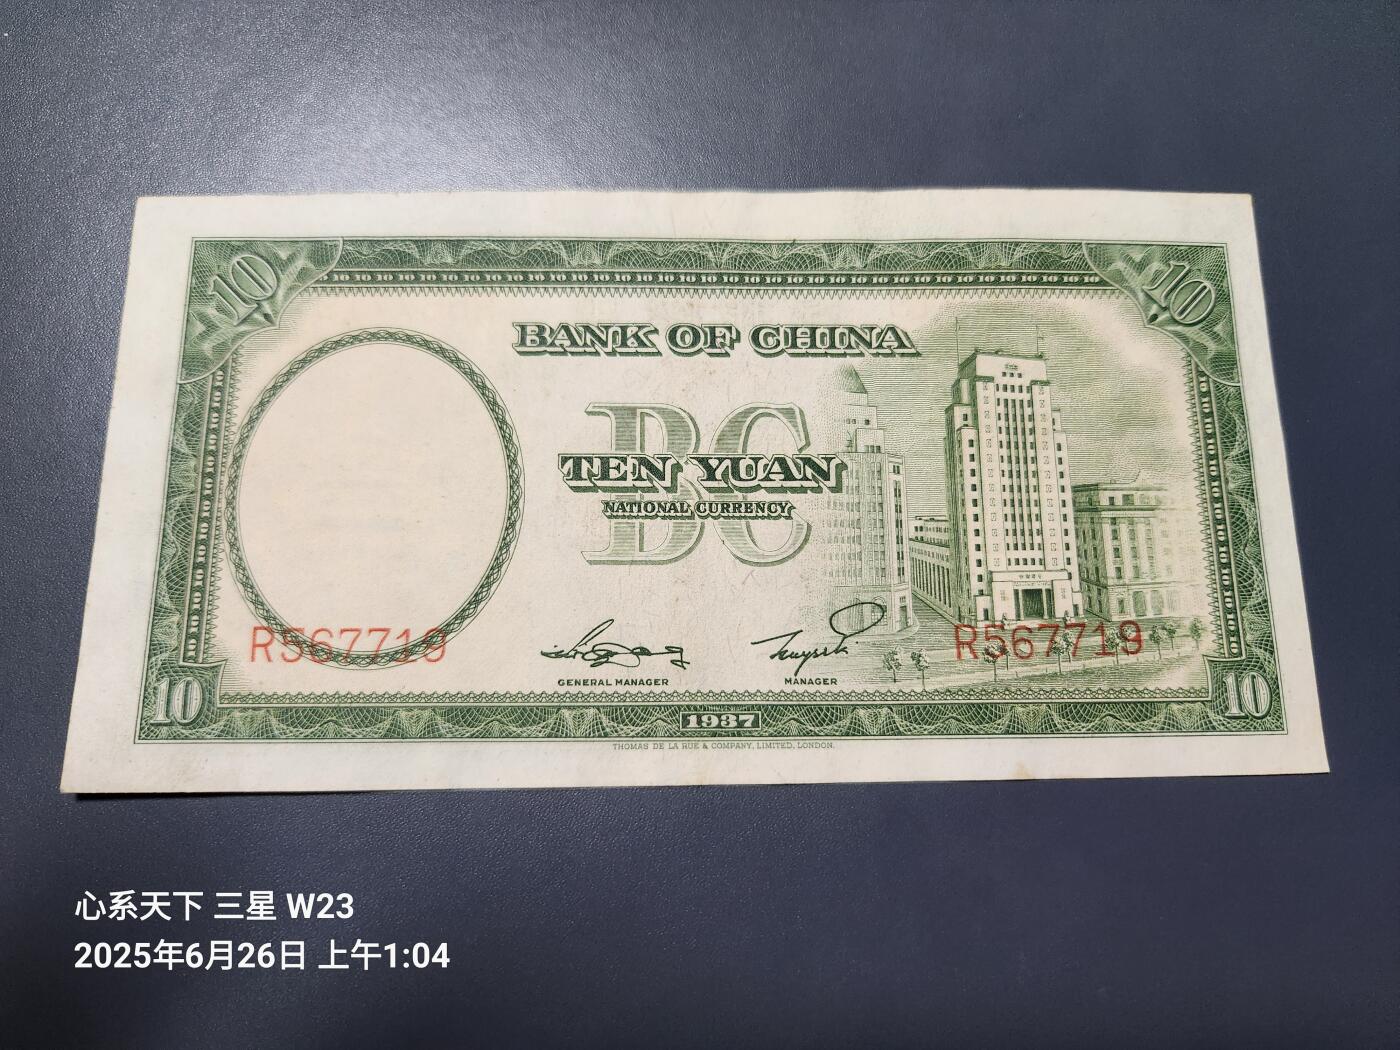 10
10
BANK OF CHINA
BC
TEN YUAN
NATIONAL CURRENCY
BC
R567719
R567719
GENERAL MANAGER
MANAGER
10
10
1937
THOMAS DE LA RUE & COMPANY, LIMITED, LONDON.
心系天下 三星 W23
2025年6月26日 上午1:04